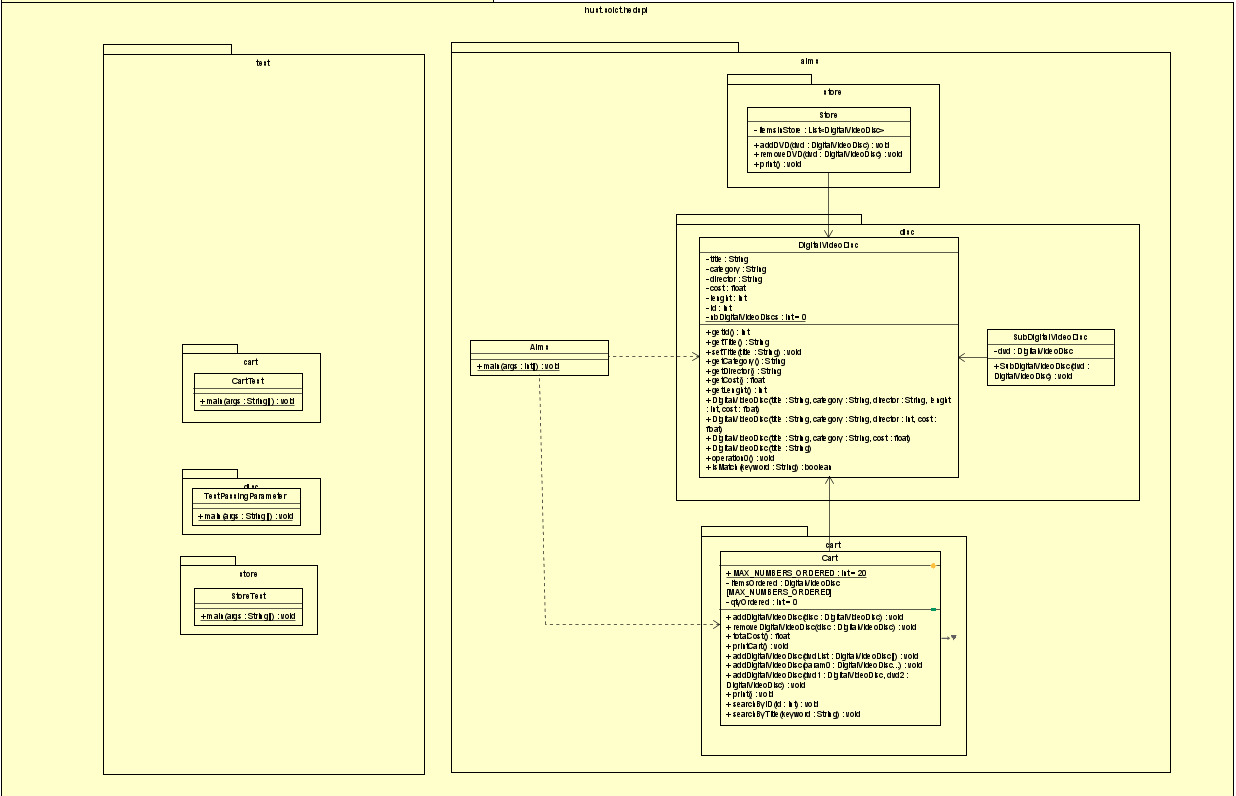 hust.soict.hedspi
test
cart
CartTest
+ main(args : String[]) : void
disc
TestPassingParameter
+ main(args : String[]) : void
store
StoreTest
+ main(args : String[]) : void
aims
store
Store
- itemsInStore : List<DigitalVideoDisc>
+ addDVD(dvd : DigitalVideoDisc) : void
+ removeDVD(dvd : DigitalVideoDisc) : void
+ print() : void
disc
DigitalVideoDisc
- title : String
- category : String
- director : String
- cost : float
- lenght : int
- id : int
- nbDigitalVideoDiscs : int = 0
+ getId() : int
+ getTitle() : String
+ setTitle(title : String) : void
+ getCategory() : String
+ getDirector() : String
+ getCost() : float
+ getLenght() : int
+ DigitalVideoDisc(title : String, category : String, director : String, lenght
: int, cost : float)
+ DigitalVideoDisc(title : String, category : String, director : int, cost :
float)
+ DigitalVideoDisc(title : String, category : String, cost : float)
+ DigitalVideoDisc(title : String)
+ operation0() : void
+ isMatch(keyword : String) : boolean
SubDigitalVideoDisc
- dvd : DigitalVideoDisc
+ SubDigitalVideoDisc(dvd :
DigitalVideoDisc) : void
Aims
+ main(args : int[]) : void
cart
Cart
+ MAX_NUMBERS_ORDERED : int = 20
- itemsOrdered : DigitalVideoDisc
[MAX_NUMBERS_ORDERED]
- qtyOrdered : int = 0
+ addDigitalVideoDisc(disc : DigitalVideoDisc) : void
+ removeDigitalVideoDisc(disc : DigitalVideoDisc) : void
+ totalCost() : float
+ printCart() : void
+ addDigitalVideoDisc(dvdList : DigitalVideoDisc[]) : void
+ addDigitalVideoDisc(param0 : DigitalVideoDisc...) : void
+ addDigitalVideoDisc(dvd1 : DigitalVideoDisc, dvd2 :
DigitalVideoDisc) : void
+ print() : void
+ searchByID(id : int) : void
+ searchByTitle(keyword : String) : void